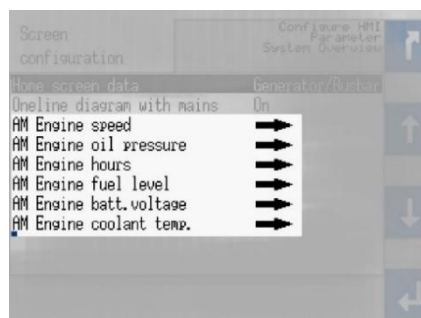 Screen
configuration
Configure HMI
Parameter
System Overview
Home screen data Generator/Busbar
Oneline diagram with mains On
AM Engine speed
AM Engine oil pressure
AM Engine hours
AM Engine fuel level
AM Engine batt.voltage
AM Engine coolant temp.